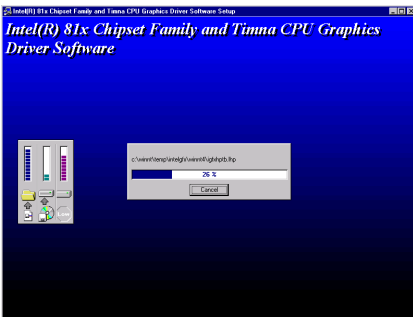 Intel(R) 81x Chipset Family and Timna CPU Graphics Driver Software Setup
Intel(R) 81x Chipset Family and Timna CPU Graphics
Driver Software
26 %
Cancel